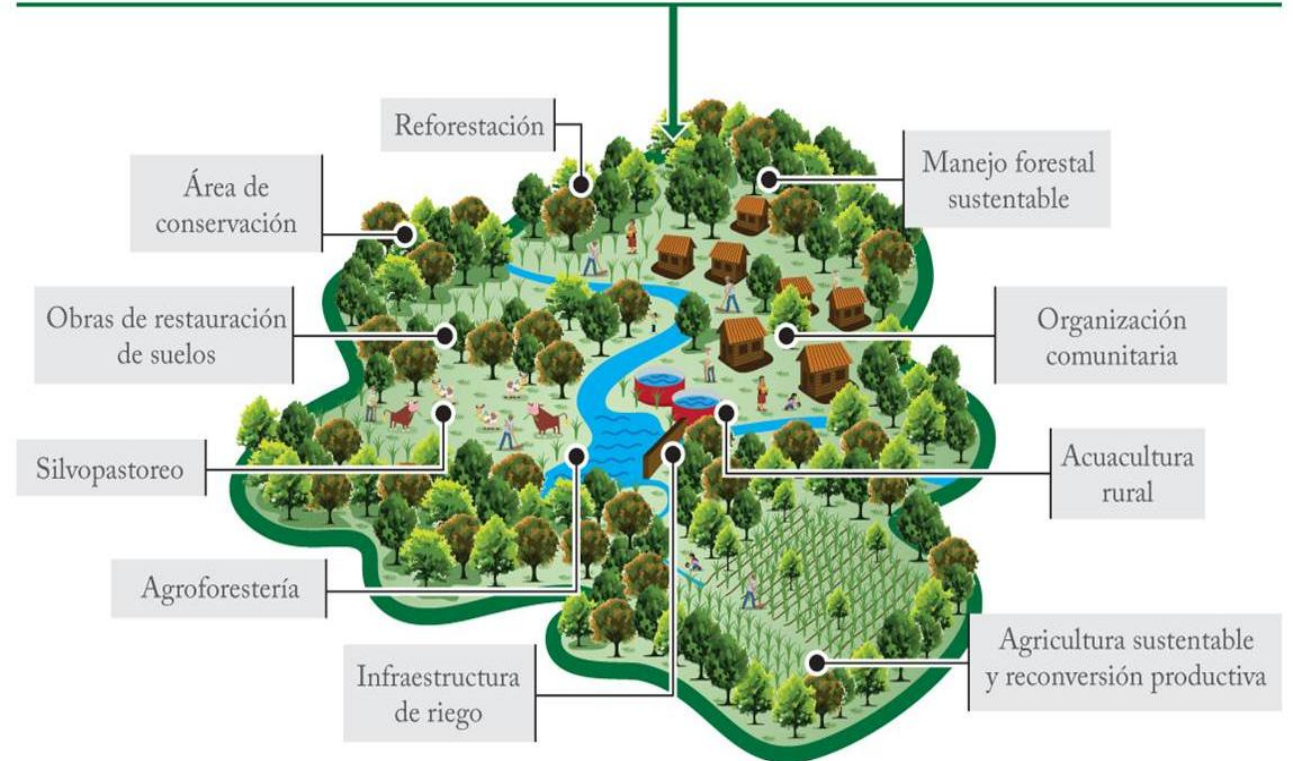 Reforestación
Manejo forestal
sustentable
Área de
conservación
Obras de restauración
de suelos
Organización
comunitaria
Silvopastoreo
Acuacultura
rural
Agroforestería
Infraestructura
de riego
Agricultura sustentable
y reconversión productiva